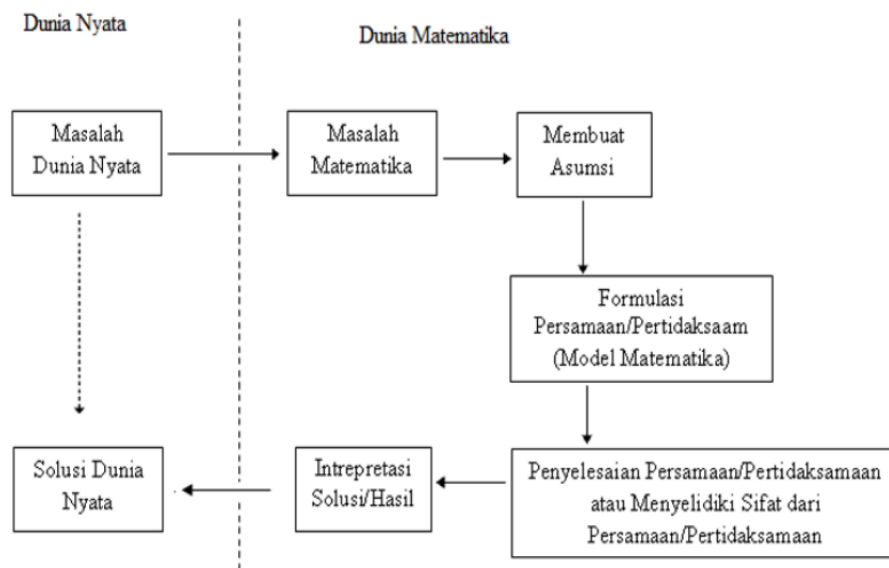 Dunia Nyata
Dunia Matematika
Masalah
Dunia Nyata
Masalah
Matematika
Membuat
Asumsi
Formulasi
Persamaan/Pertidaksaam
(Model Matematika)
Solusi Dunia
Nyata
Intrepretasi
Solusi/Hasil
Penyelesaian Persamaan/Pertidaksamaan
atau Menyelidiki Sifat dari
Persamaan/Pertidaksamaan